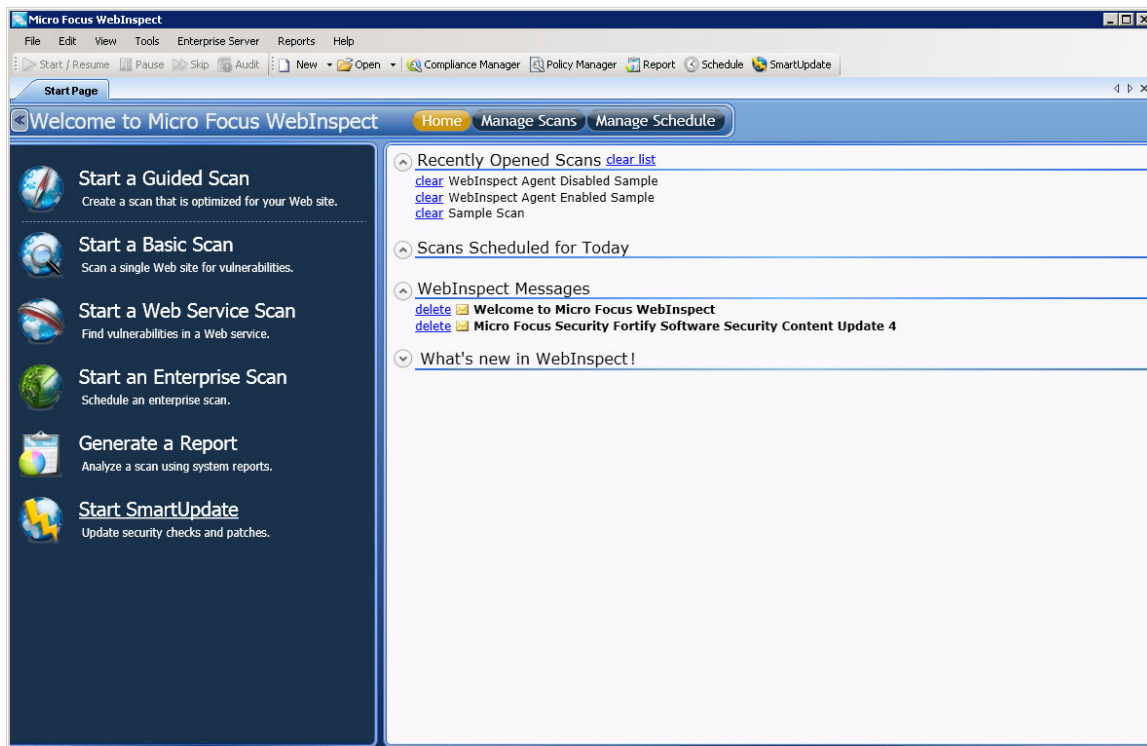 Micro Focus WebInspect
File Edit View Tools Enterprise Server Reports Help
Start / Resume Pause Skip Audit New Open Compliance Manager Policy Manager Report Schedule SmartUpdate
Start Page
Welcome to Micro Focus WebInspect Home Manage Scans Manage Schedule
Start a Guided Scan
Create a scan that is optimized for your Web site.
Start a Basic Scan
Scan a single Web site for vulnerabilities.
Start a Web Service Scan
Find vulnerabilities in a Web service.
Start an Enterprise Scan
Schedule an enterprise scan.
Generate a Report
Analyze a scan using system reports.
Start SmartUpdate
Update security checks and patches.
Recently Opened Scans clear list
clear WebInspect Agent Disabled Sample
clear WebInspect Agent Enabled Sample
clear Sample Scan
Scans Scheduled for Today
WebInspect Messages
delete Welcome to Micro Focus WebInspect
delete Micro Focus Security Fortify Software Security Content Update 4
What's new in WebInspect!